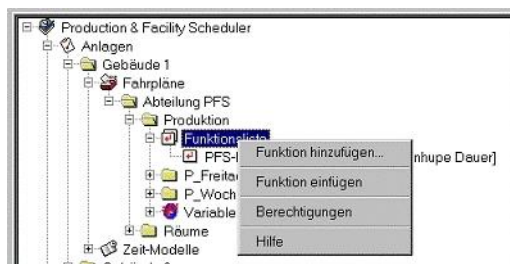 Production & Facility Scheduler
Anlagen
Gebäude 1
Fahrpläne
Abteilung PFS
Produktion
Funktionsliste
PFS- nhupe Dauer]
P_Freita
P_Woch
Variable
Räume
Zeit-Modelle
Funktion hinzufügen...
Funktion einfügen
Berechtigungen
Hilfe